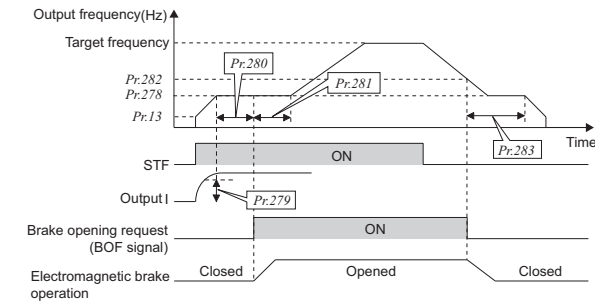 Output frequency(Hz)
Target frequency
Pr.280
Pr.282
Pr.281
Pr.278
Pr.13
Time
Pr.283
STF
ON
Output I
Pr.279
Brake opening request
(BOF signal)
ON
Electromagnetic brake
operation
Closed
Opened
Closed